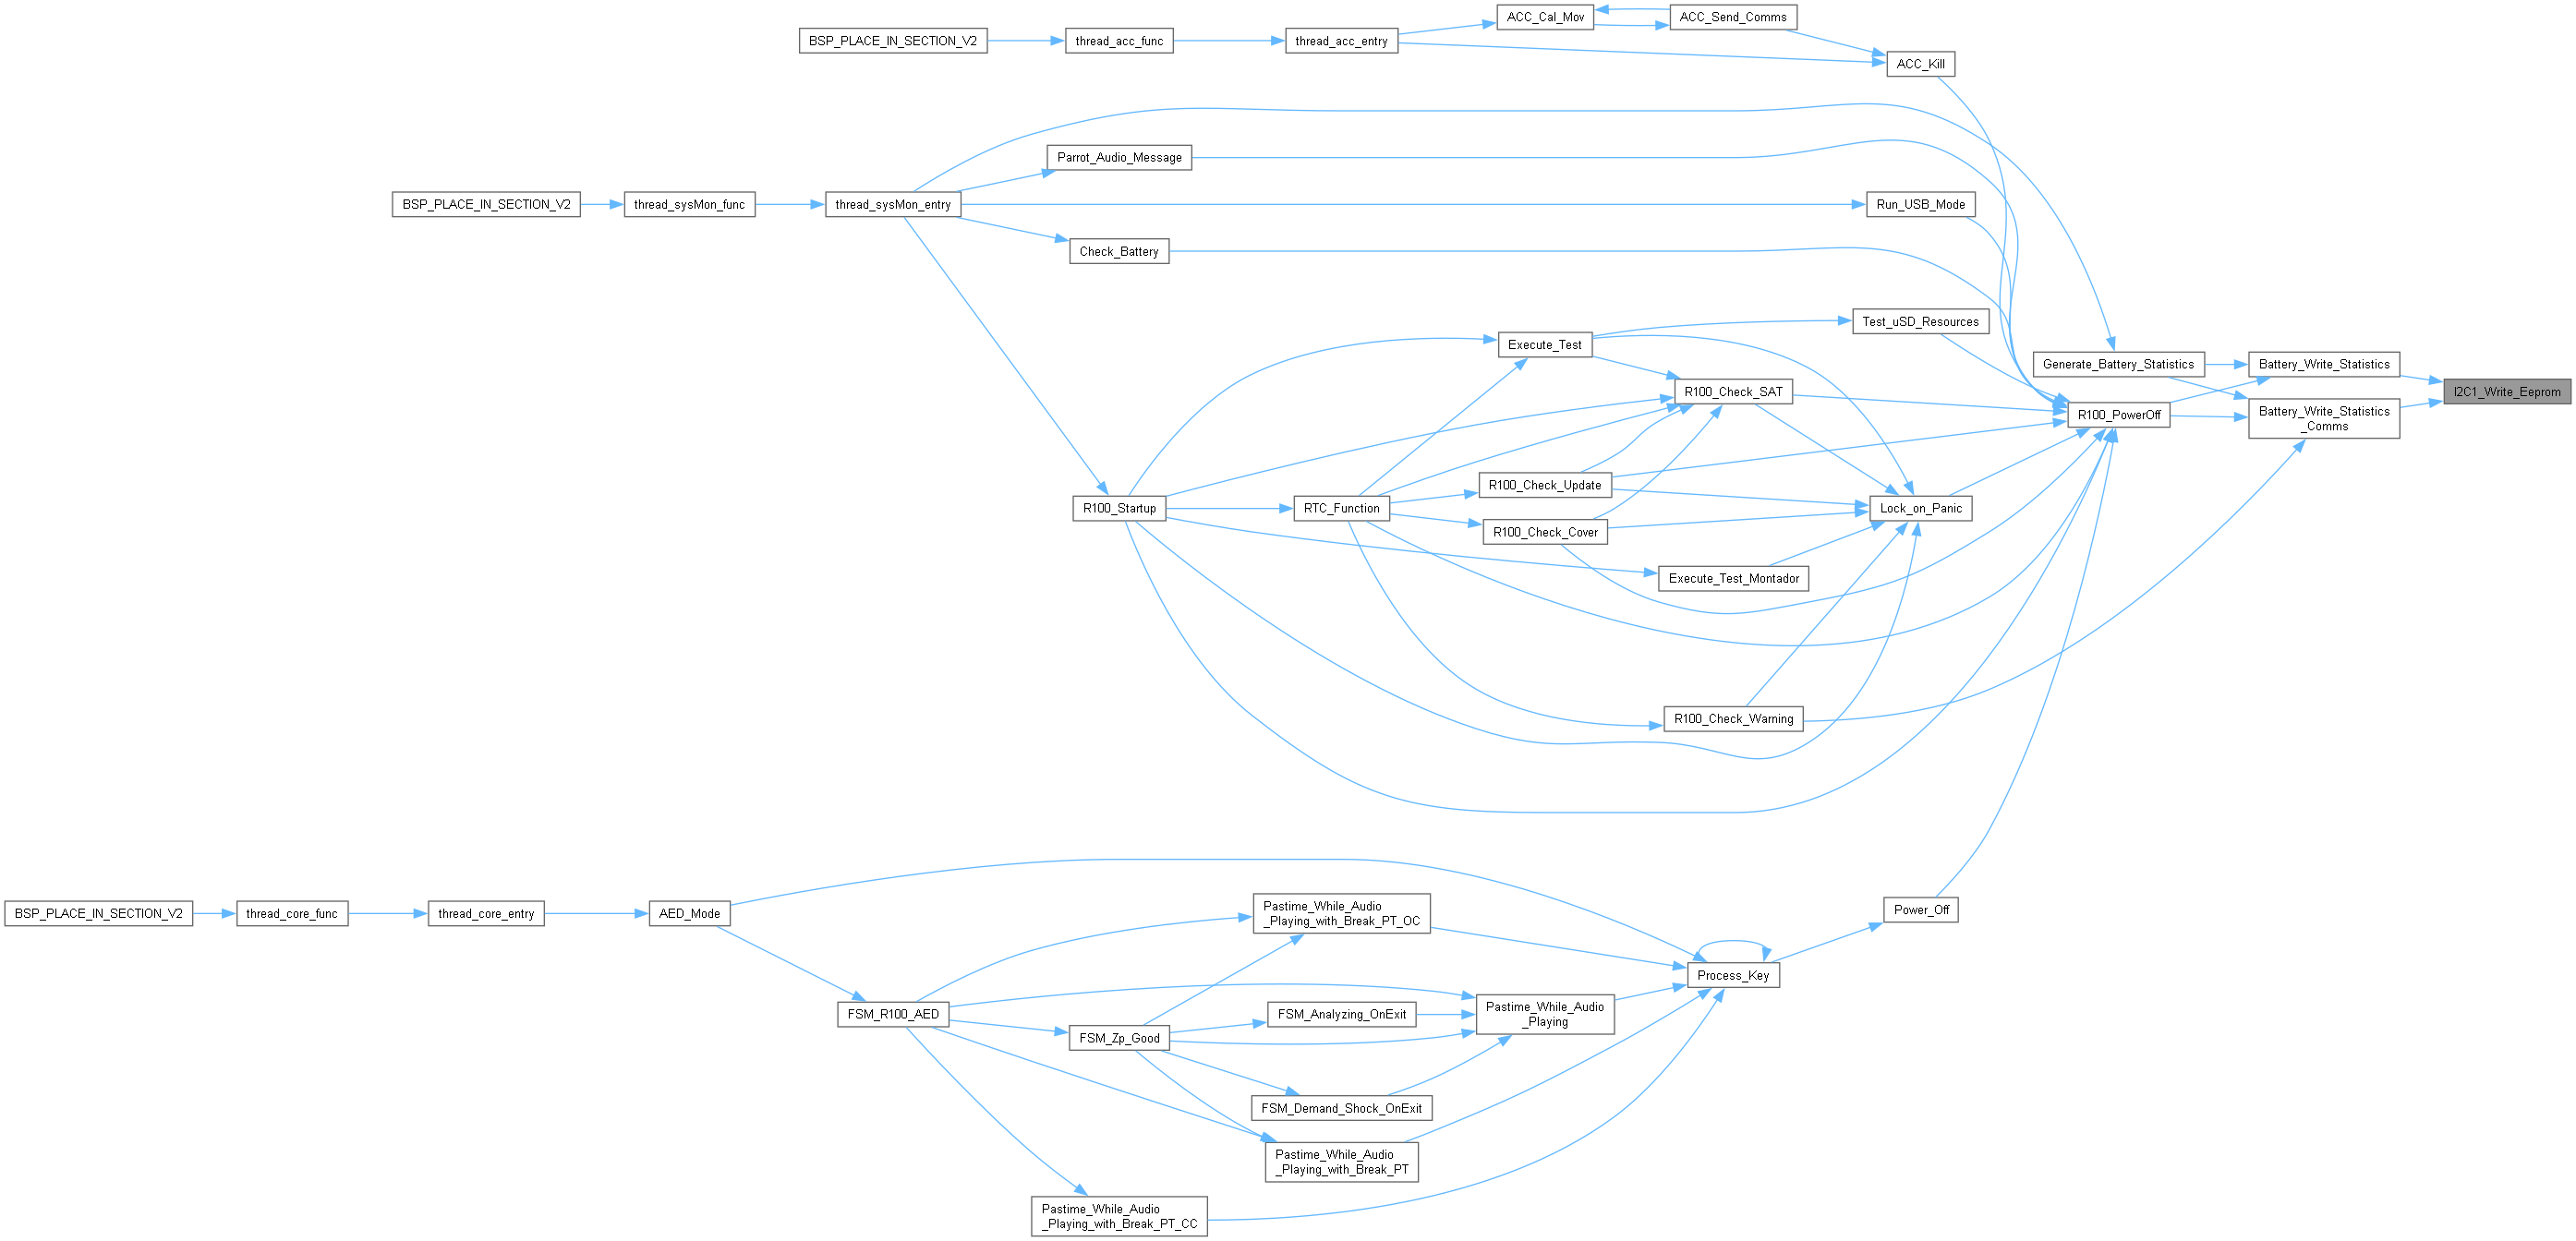 ACC_Cal_Mov
ACC_Send_Comms
BSP_PLACE_IN_SECTION_V2
thread_acc_func
thread_acc_entry
ACC_Kill
Parrot_Audio_Message
BSP_PLACE_IN_SECTION_V2
thread_sysMon_func
thread_sysMon_entry
Run_USB_Mode
Check_Battery
Test_uSD_Resources
Execute_Test
Generate_Battery_Statistics
Battery_Write_Statistics
I2C1_Write_Eeprom
R100_Check_SAT
R100_PowerOff
Battery_Write_Statistics
_Comms
R100_Check_Update
R100_Startup
RTC_Function
Lock_on_Panic
R100_Check_Cover
Execute_Test_Montador
R100_Check_Warning
BSP_PLACE_IN_SECTION_V2
thread_core_func
thread_core_entry
AED_Mode
Pastime_While_Audio
_Playing_with_Break_PT_OC
Power_Off
Process_Key
FSM_R100_AED
FSM_Analyzing_OnExit
Pastime_While_Audio
_Playing
FSM_Zp_Good
FSM_Demand_Shock_OnExit
Pastime_While_Audio
_Playing_with_Break_PT
Pastime_While_Audio
_Playing_with_Break_PT_CC